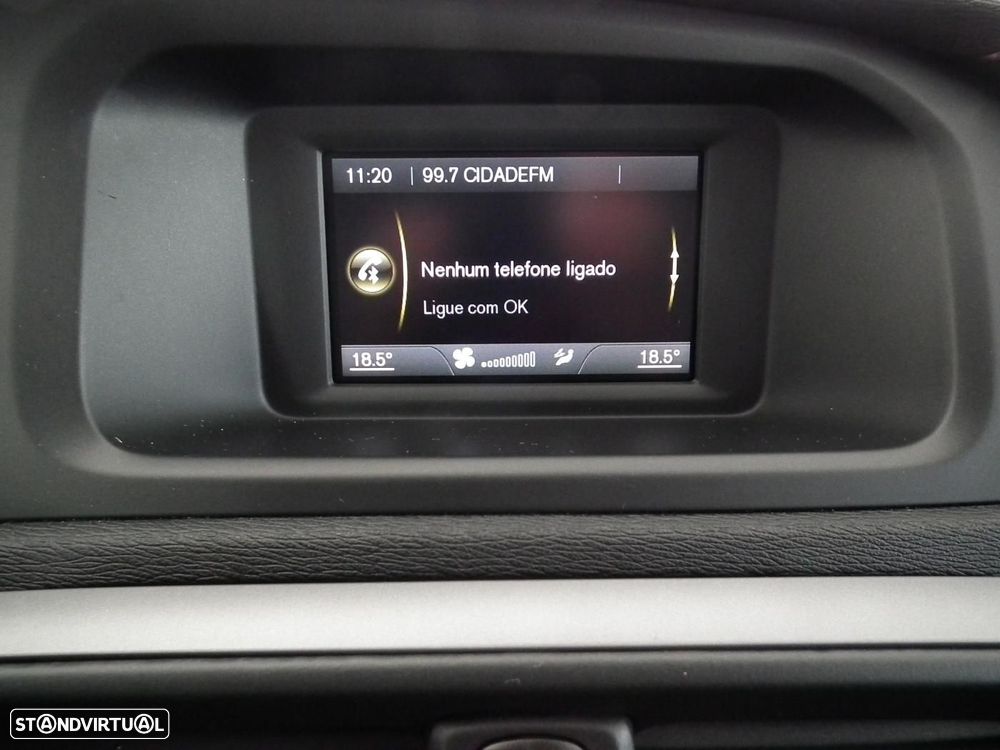 11:20 | 99.7 CIDADEFM |
Nenhum telefone ligado
Ligue com OK
18.5° 18.5°
STANDVIRTUAL